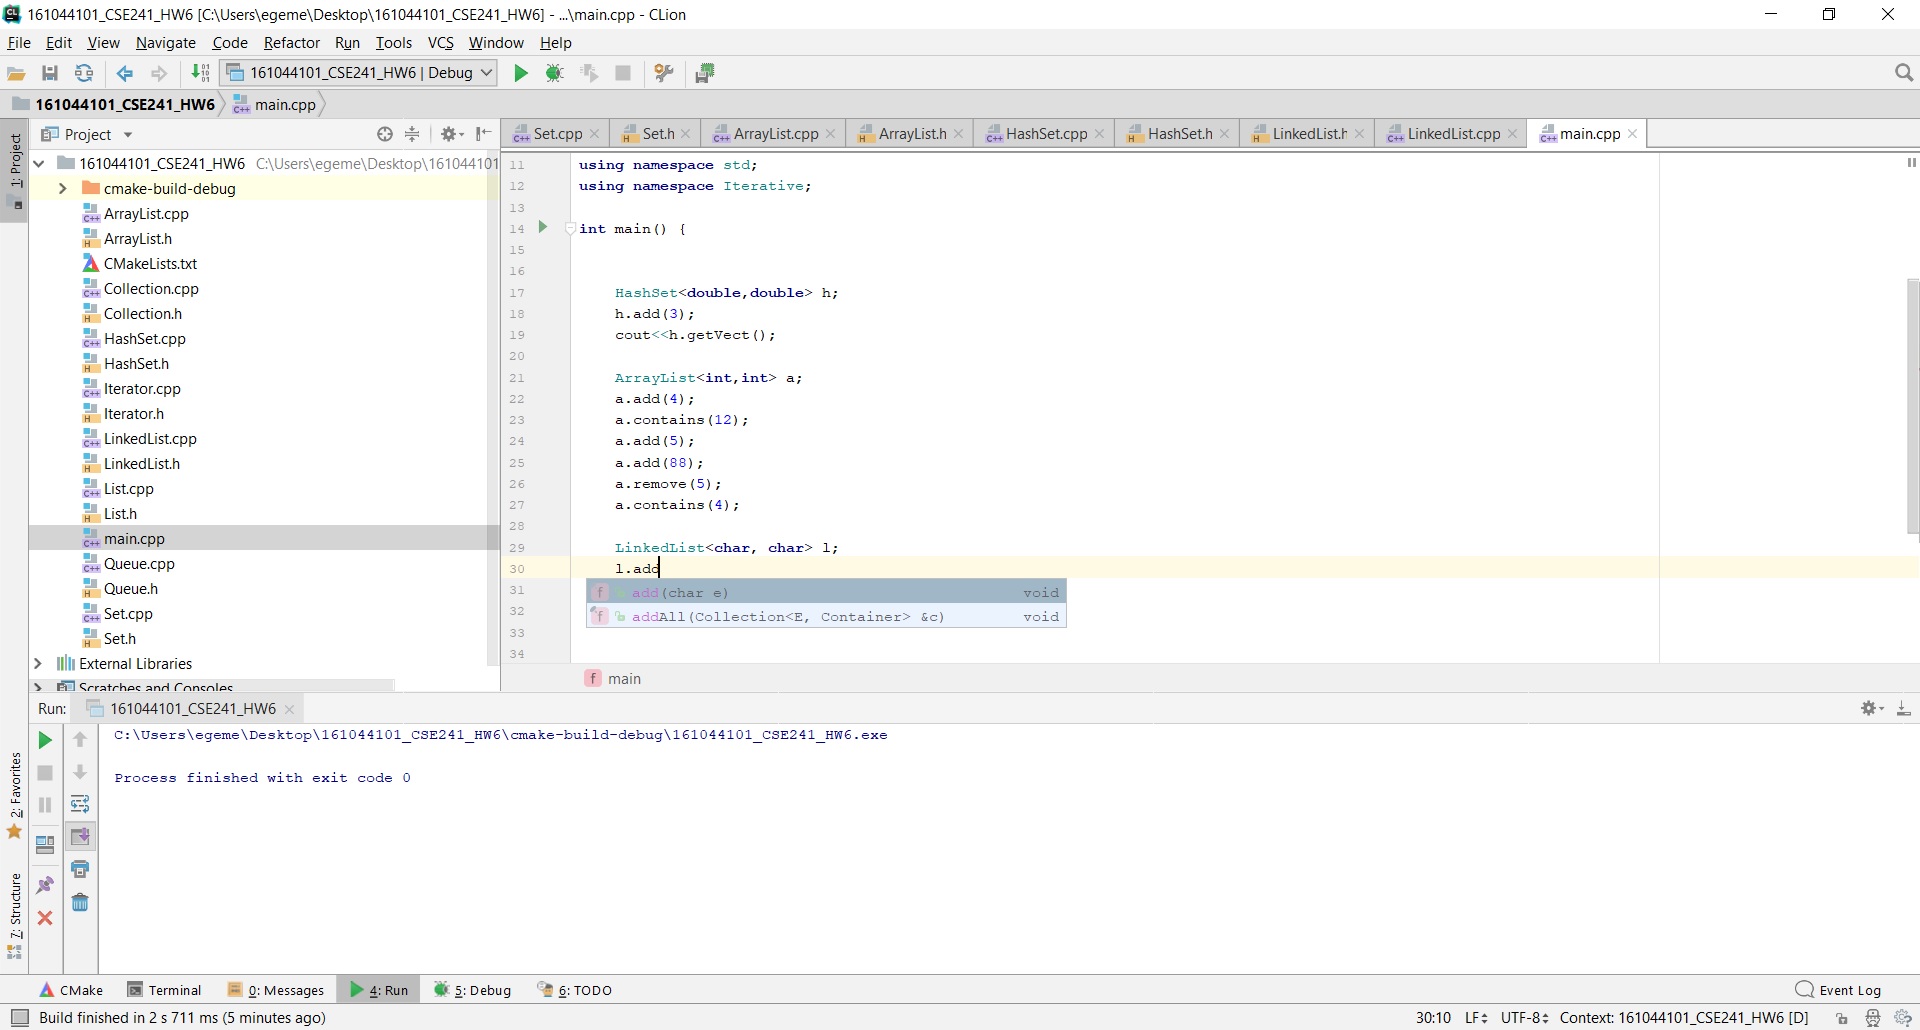 161044101_CSE241_HW6 [C:\Users\egeme\Desktop\161044101_CSE241_HW6] - ...\main.cpp - CLion
File Edit View Navigate Code Refactor Run Tools VCS Window Help
161044101_CSE241_HW6 | Debug
161044101_CSE241_HW6 main.cpp
1: Project
Project
Set.cpp Set.h ArrayList.cpp ArrayList.h HashSet.cpp HashSet.h LinkedList.h LinkedList.cpp main.cpp
161044101_CSE241_HW6 C:\Users\egeme\Desktop\161044101
cmake-build-debug
ArrayList.cpp
ArrayList.h
CMakeLists.txt
Collection.cpp
Collection.h
HashSet.cpp
HashSet.h
Iterator.cpp
Iterator.h
LinkedList.cpp
LinkedList.h
List.cpp
List.h
main.cpp
Queue.cpp
Queue.h
Set.cpp
Set.h
External Libraries
Scratches and Consoles
11 using namespace std;
12 using namespace Iterative;
13
14 int main() {
15
16
17 HashSet<double,double> h;
18 h.add(3);
19 cout<<h.getVect();
20
21 ArrayList<int,int> a;
22 a.add(4);
23 a.contains(12);
24 a.add(5);
25 a.add(88);
26 a.remove(5);
27 a.contains(4);
28
29 LinkedList<char, char> l;
30 l.add
31 add(char e) void
32 addAll(Collection<E, Container> &c) void
33
34
main
Run: 161044101_CSE241_HW6
C:\Users\egeme\Desktop\161044101_CSE241_HW6\cmake-build-debug\161044101_CSE241_HW6.exe
Process finished with exit code 0
2: Favorites
7: Structure
CMake Terminal 0: Messages 4: Run 5: Debug 6: TODO Event Log
Build finished in 2 s 711 ms (5 minutes ago) 30:10 LF UTF-8 Context: 161044101_CSE241_HW6 [D]